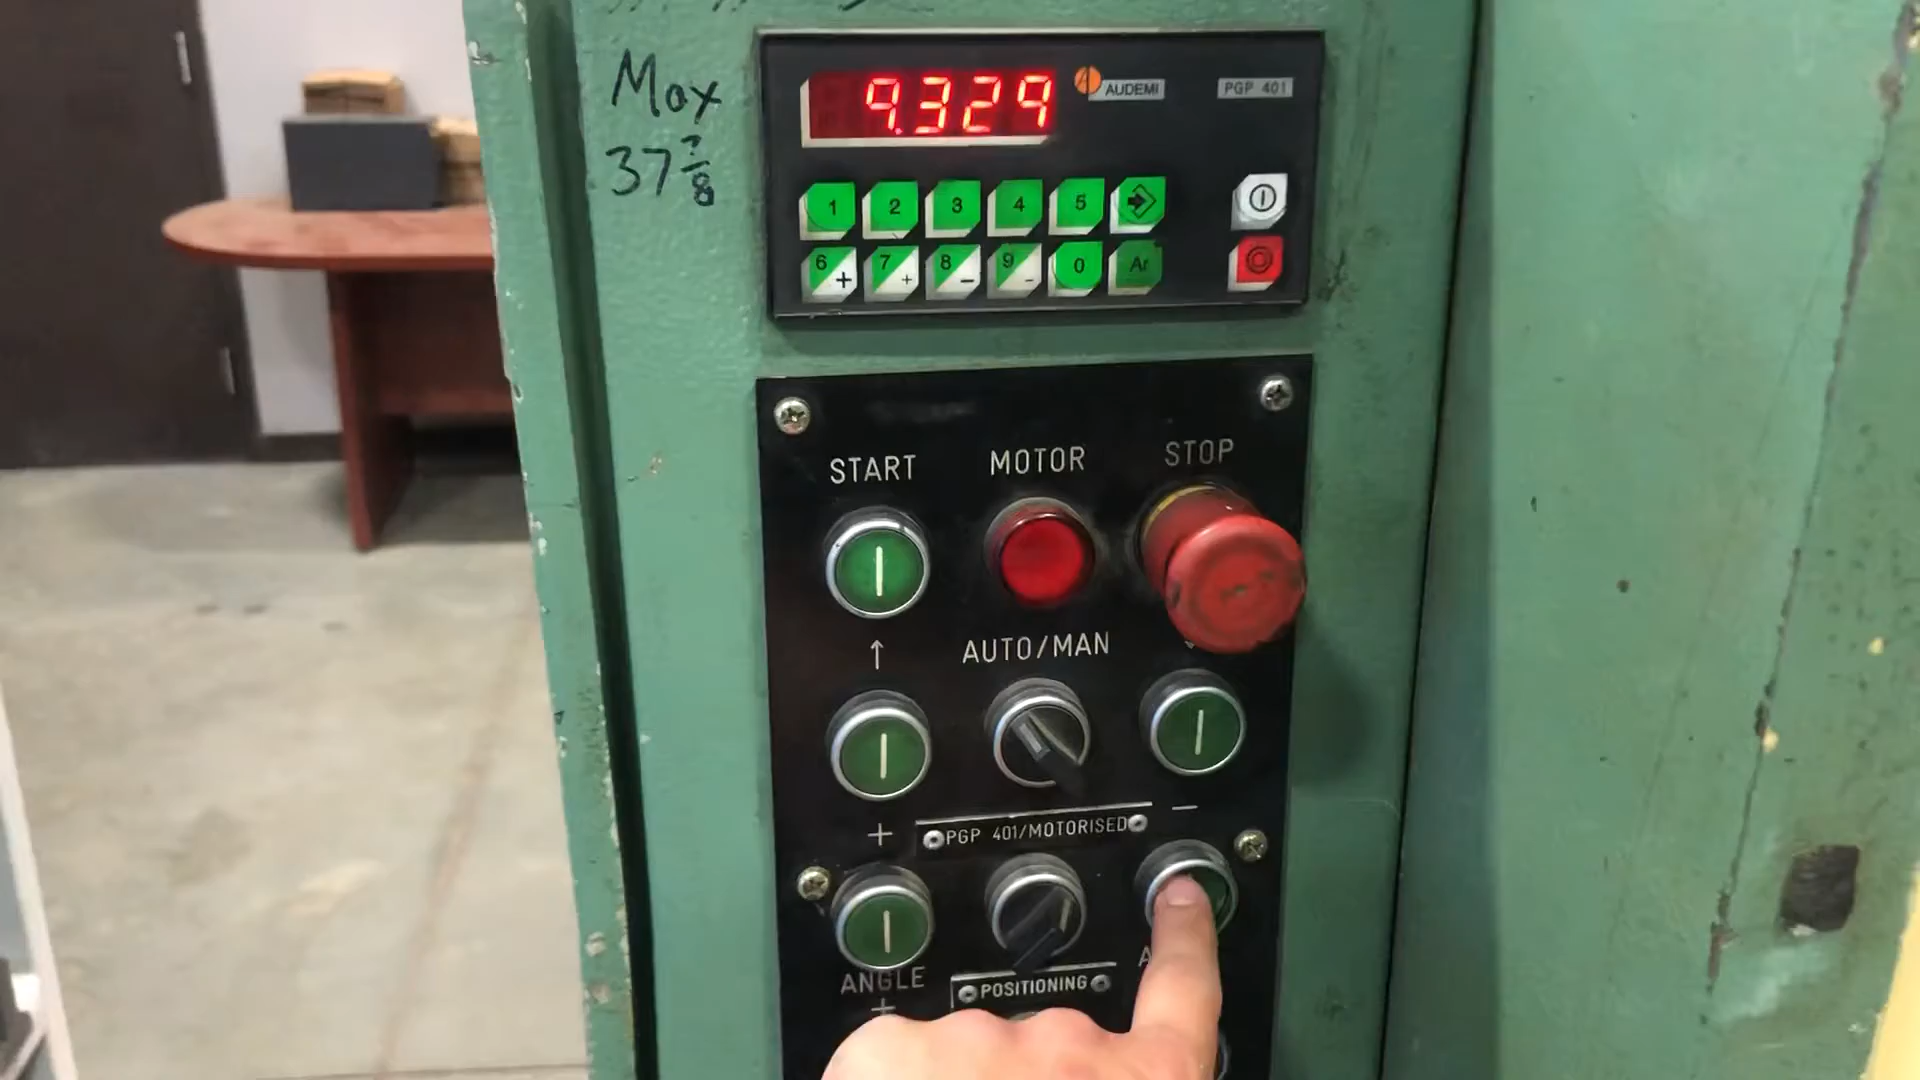 Max
37 7/8
9.329
AUDEMI
PGP 401
1 2 3 4 5
6 + 7 + 8 - 9 - 0 Ar
START MOTOR STOP
↑ AUTO/MAN
+ PGP 401/MOTORISED -
ANGLE
+
POSITIONING